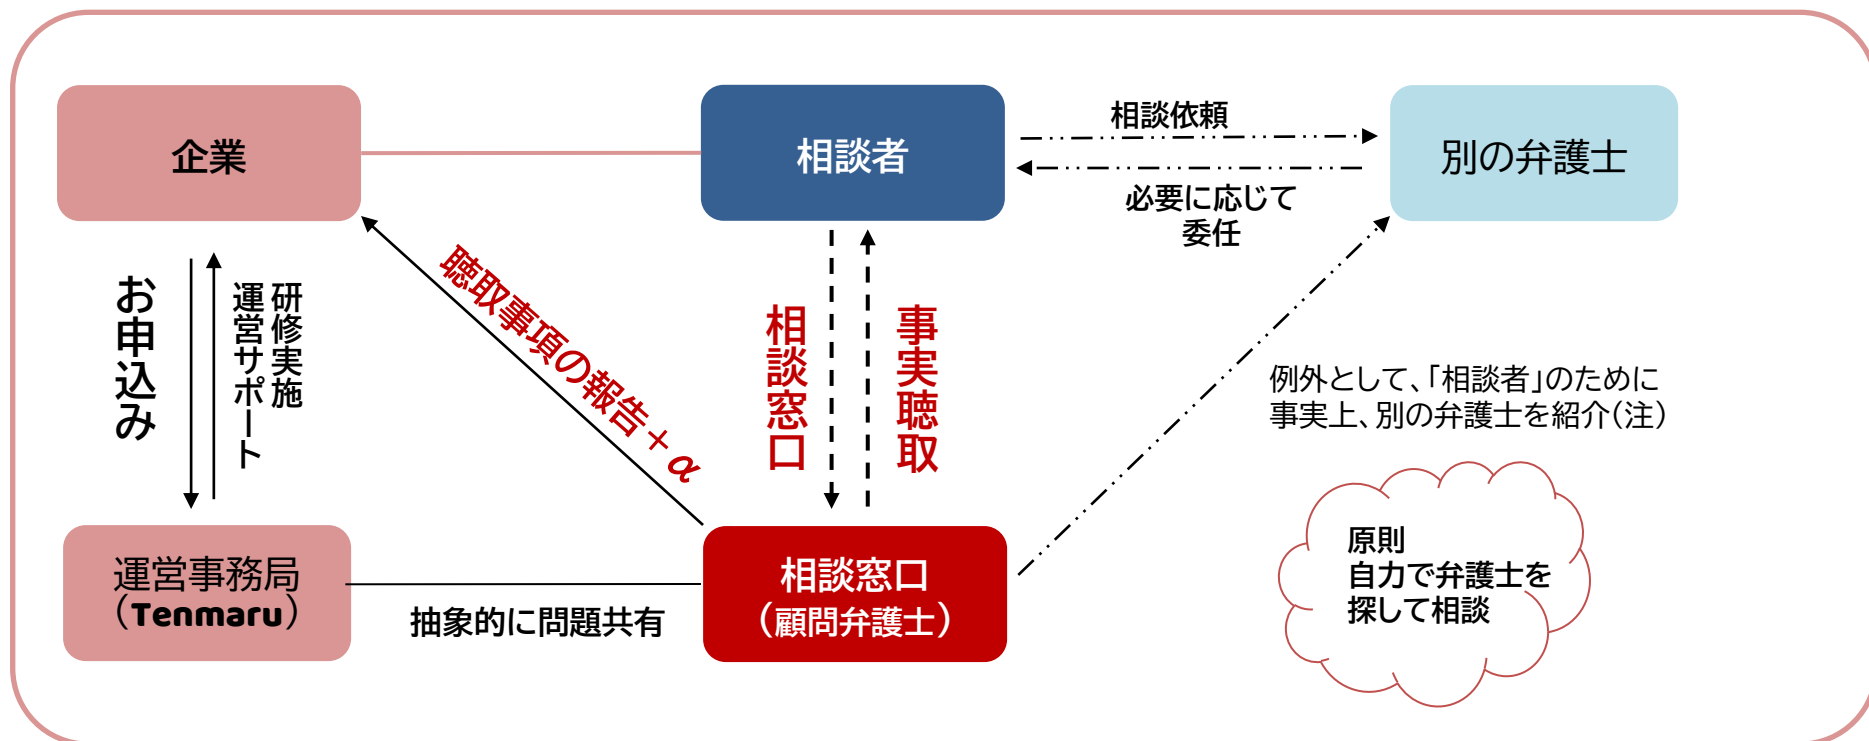 企業
相談者
相談依頼
必要に応じて
委任
別の弁護士
お申込み
研修実施
運営サポート
聴取事項の報告+α
相談窓口
事実聴取
例外として、「相談者」のために
事実上、別の弁護士を紹介(注)
原則
自力で弁護士を
探して相談
運営事務局
(Tenmaru)
抽象的に問題共有
相談窓口
(顧問弁護士)